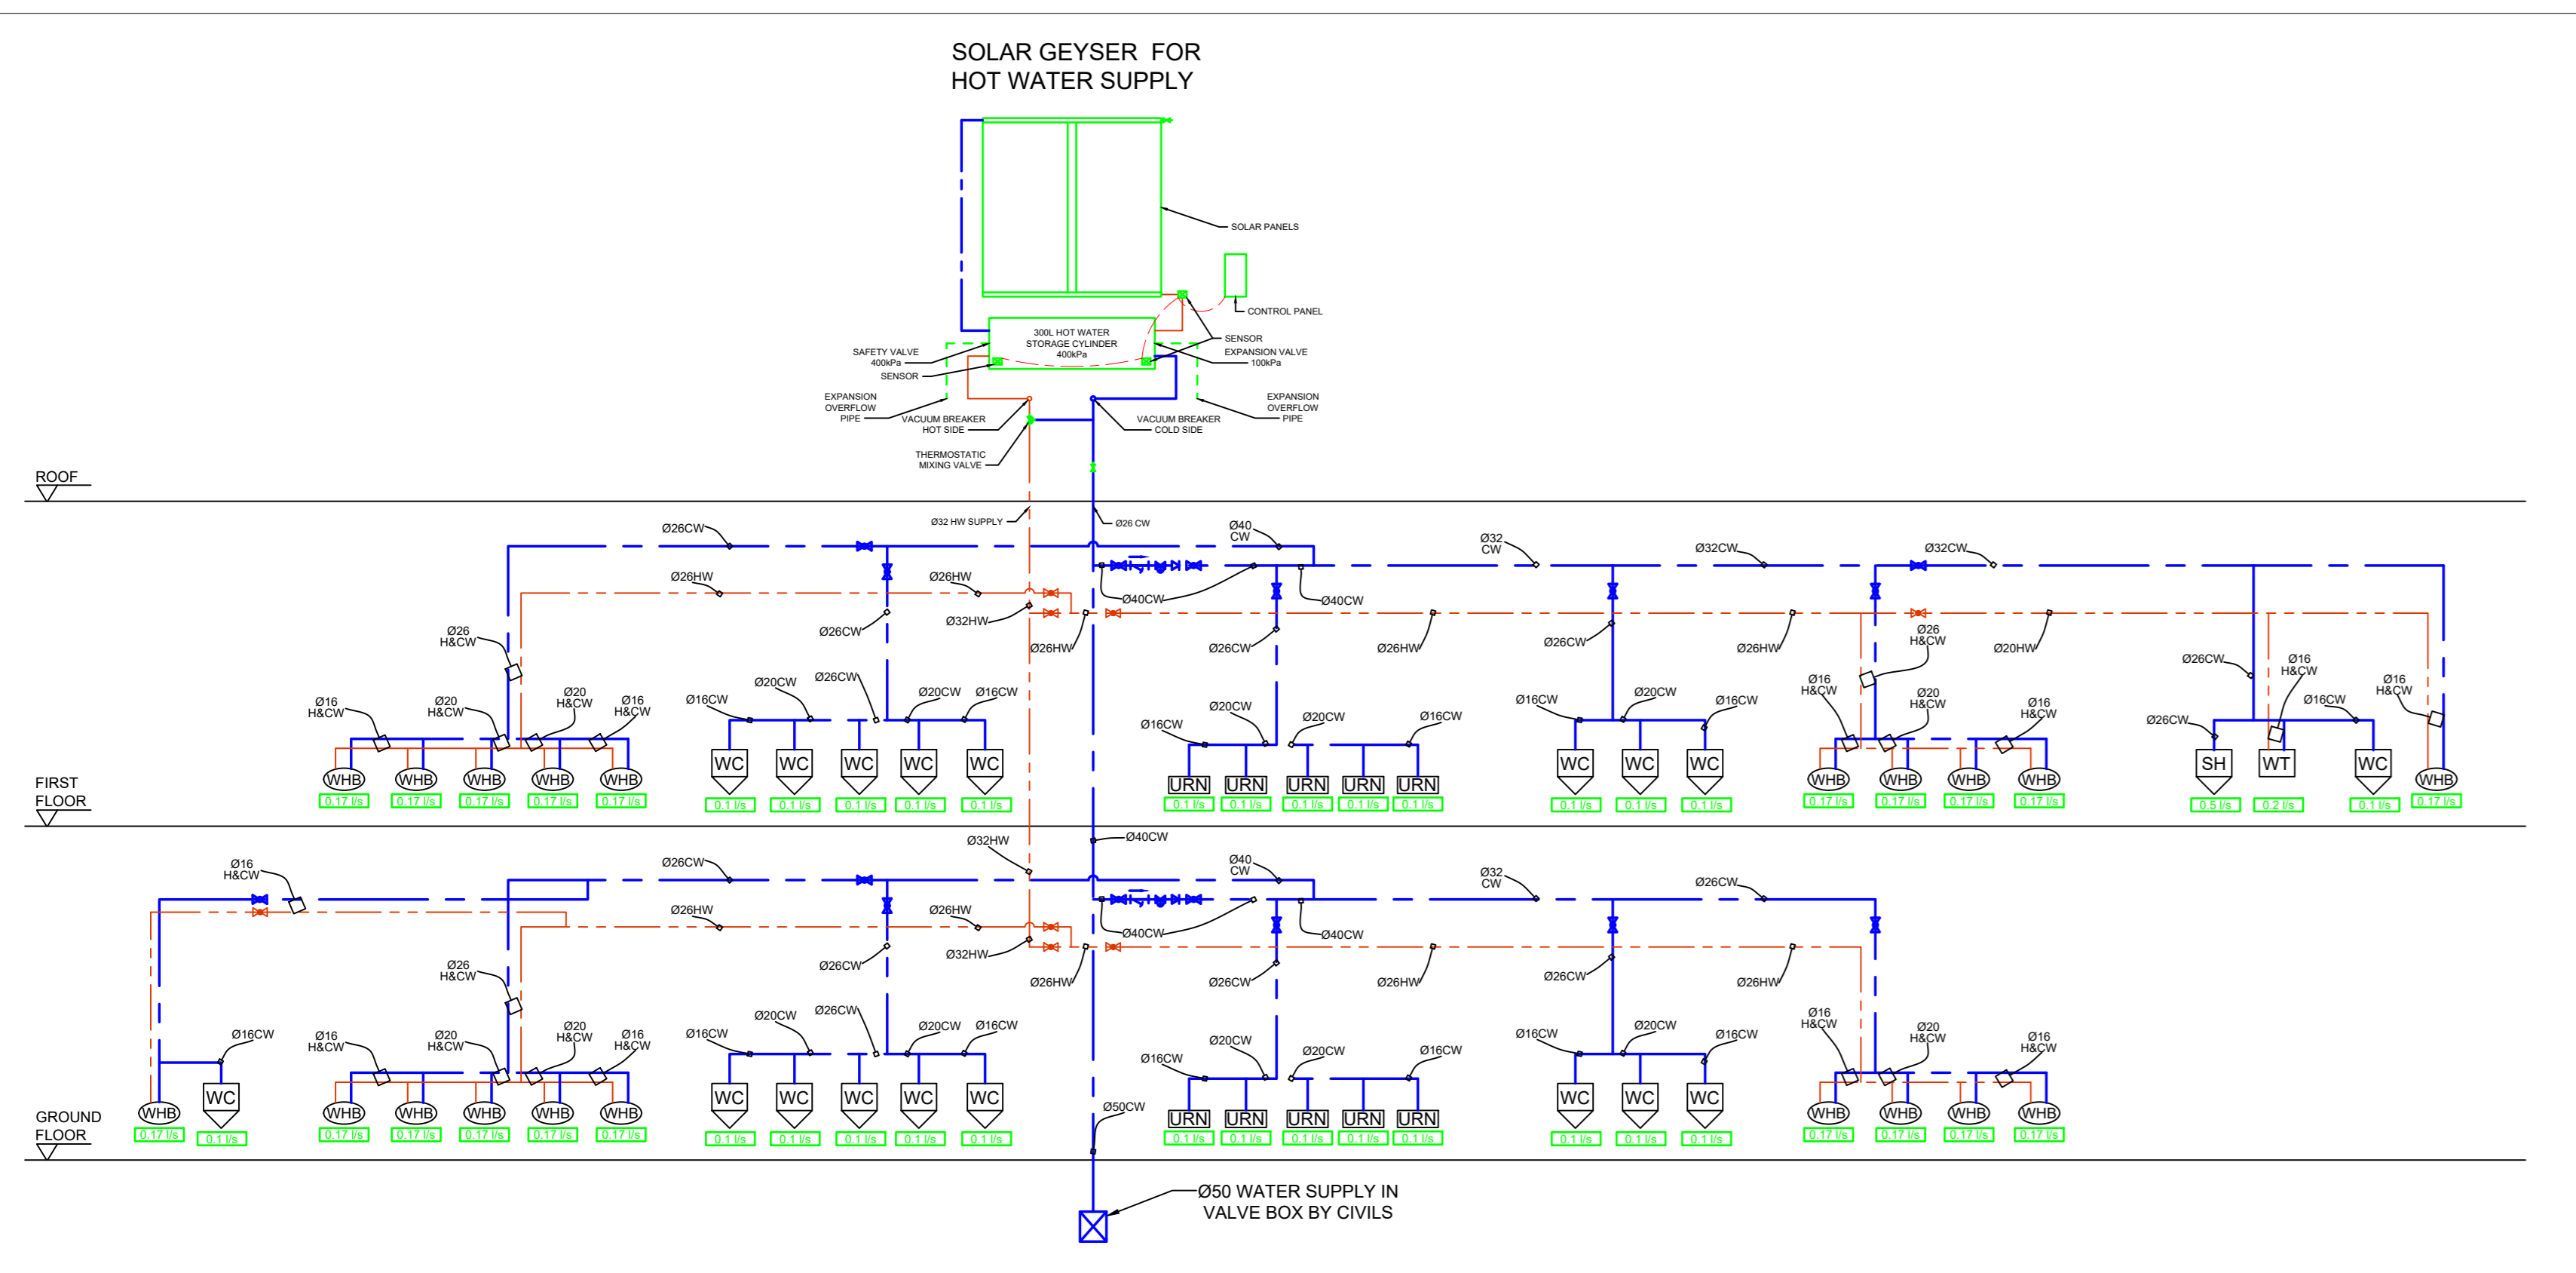 SOLAR GEYSER FOR
HOT WATER SUPPLY
SOLAR PANELS
CONTROL PANEL
300L HOT WATER
STORAGE CYLINDER
400kPa
SAFETY VALVE
400kPa
SENSOR
SENSOR
EXPANSION VALVE
100kPa
EXPANSION
OVERFLOW
PIPE
VACUUM BREAKER
HOT SIDE
VACUUM BREAKER
COLD SIDE
EXPANSION
OVERFLOW
PIPE
THERMOSTATIC
MIXING VALVE
ROOF
Ø32 HW SUPPLY
Ø26 CW
Ø26CW
Ø40
CW
Ø32
CW
Ø32CW
Ø32CW
Ø26HW
Ø26HW
Ø40CW
Ø40CW
Ø32HW
Ø26CW
Ø26HW
Ø26CW
Ø26HW
Ø26CW
Ø26HW
Ø26
H&CW
Ø20HW
Ø26
H&CW
Ø26CW
Ø16
H&CW
Ø16
H&CW
Ø16
H&CW
Ø20
H&CW
Ø20
H&CW
Ø16
H&CW
Ø16CW
Ø20CW
Ø26CW
Ø20CW
Ø16CW
Ø16CW
Ø20CW
Ø20CW
Ø16CW
Ø16CW
Ø20CW
Ø16CW
Ø16
H&CW
Ø20
H&CW
Ø16
H&CW
Ø26CW
Ø16CW
WHB WHB WHB WHB WHB WC WC WC WC WC URN URN URN URN URN WC WC WC WHB WHB WHB WHB SH WT WC WHB
0.17 l/s 0.17 l/s 0.17 l/s 0.17 l/s 0.17 l/s 0.1 l/s 0.1 l/s 0.1 l/s 0.1 l/s 0.1 l/s 0.1 l/s 0.1 l/s 0.1 l/s 0.1 l/s 0.1 l/s 0.1 l/s 0.1 l/s 0.1 l/s 0.17 l/s 0.17 l/s 0.17 l/s 0.17 l/s 0.5 l/s 0.2 l/s 0.1 l/s 0.17 l/s
FIRST
FLOOR
Ø32HW
Ø40CW
Ø16
H&CW
Ø26CW
Ø40
CW
Ø32
CW
Ø26CW
Ø26HW
Ø26HW
Ø40CW
Ø40CW
Ø32HW
Ø26
H&CW
Ø26CW
Ø26HW
Ø26CW
Ø26HW
Ø26CW
Ø26HW
Ø16CW
Ø16
H&CW
Ø20
H&CW
Ø20
H&CW
Ø16
H&CW
Ø16CW
Ø20CW
Ø26CW
Ø20CW
Ø16CW
Ø16CW
Ø20CW
Ø20CW
Ø16CW
Ø16CW
Ø20CW
Ø16CW
Ø16
H&CW
Ø20
H&CW
Ø16
H&CW
Ø50CW
WHB WC WHB WHB WHB WHB WHB WC WC WC WC WC URN URN URN URN URN WC WC WC WHB WHB WHB WHB
0.17 l/s 0.1 l/s 0.17 l/s 0.17 l/s 0.17 l/s 0.17 l/s 0.17 l/s 0.1 l/s 0.1 l/s 0.1 l/s 0.1 l/s 0.1 l/s 0.1 l/s 0.1 l/s 0.1 l/s 0.1 l/s 0.1 l/s 0.1 l/s 0.1 l/s 0.1 l/s 0.17 l/s 0.17 l/s 0.17 l/s 0.17 l/s
GROUND
FLOOR
Ø50 WATER SUPPLY IN
VALVE BOX BY CIVILS